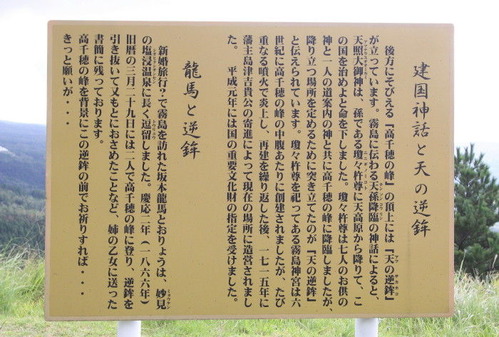 建国神話と天の逆鉾
後方にそびえる『高千穂の峰』の頂上には『天の逆鉾』
が立っています。霧島に伝わる天孫降臨の神話によると、
天照大御神は、孫である瓊々杵尊に天高原から降りて、こ
の国を治めよと命を下しました。瓊々杵尊は七人のお供の
神と一人の道案内の神と共に高千穂の峰に降臨しましたが、
降り立つ場所を定めるために突き立てたのが『天の逆鉾』
と伝えられています。瓊々杵尊を祀ってある霧島神宮は六
世紀に高千穂の峰の中腹あたりに創建されましたが、たび
重なる噴火で炎上し、再建を繰り返した後、一七一五年に
藩主島津吉貴公の寄進によって現在の場所に造営されまし
た。　平成元年には国の重要文化財の指定を受けました。
龍馬と逆鉾
新婚旅行？で霧島を訪れた坂本龍馬とおりょうは、妙見
の塩浸温泉に長く逗留しました。慶応二年（一八六六年）
旧暦の三月二十九日には二人で高千穂の峰に登り、逆鉾を
引き抜いて又もとにおさめたことなど、姉の乙女に送った
書簡に残っております。
高千穂の峰を背景にこの逆鉾の前でお祈りすれば・・・
きっと願いが・・・